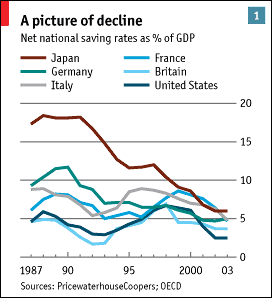 A picture of decline
1
Net national saving rates as % of GDP
Japan
France
Germany
Britain
Italy
United States
20
15
10
5
0
1987
90
95
2000
03
Sources: PricewaterhouseCoopers; OECD